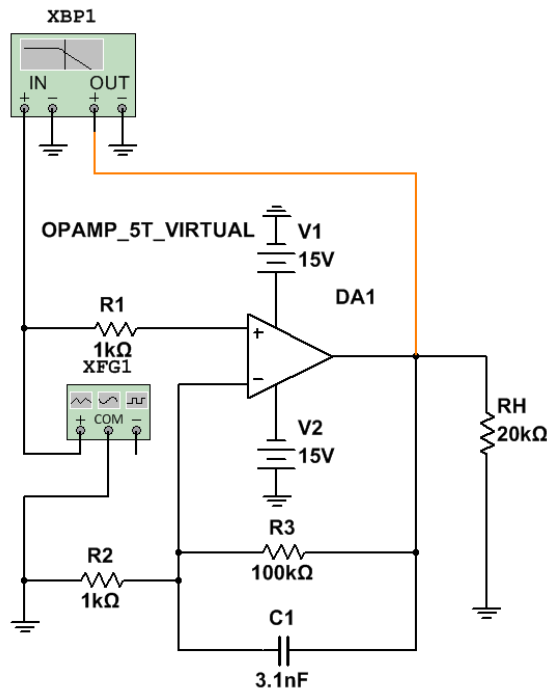 XBP1
IN OUT
+ − + −
OPAMP_5T_VIRTUAL
V1
15V
DA1
R1
1kΩ
+
−
XFG1
COM
+ −
RH
20kΩ
V2
15V
R3
100kΩ
R2
1kΩ
C1
3.1nF